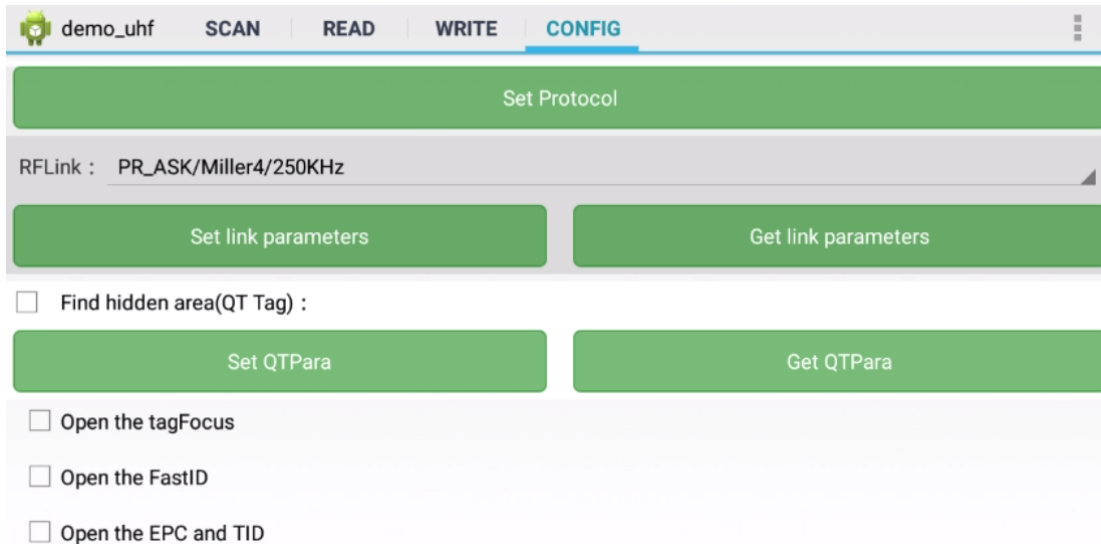 demo_uhf SCAN READ WRITE CONFIG
Set Protocol
RFLink : PR_ASK/Miller4/250KHz
Set link parameters Get link parameters
Find hidden area(QT Tag) :
Set QTPara Get QTPara
Open the tagFocus
Open the FastID
Open the EPC and TID